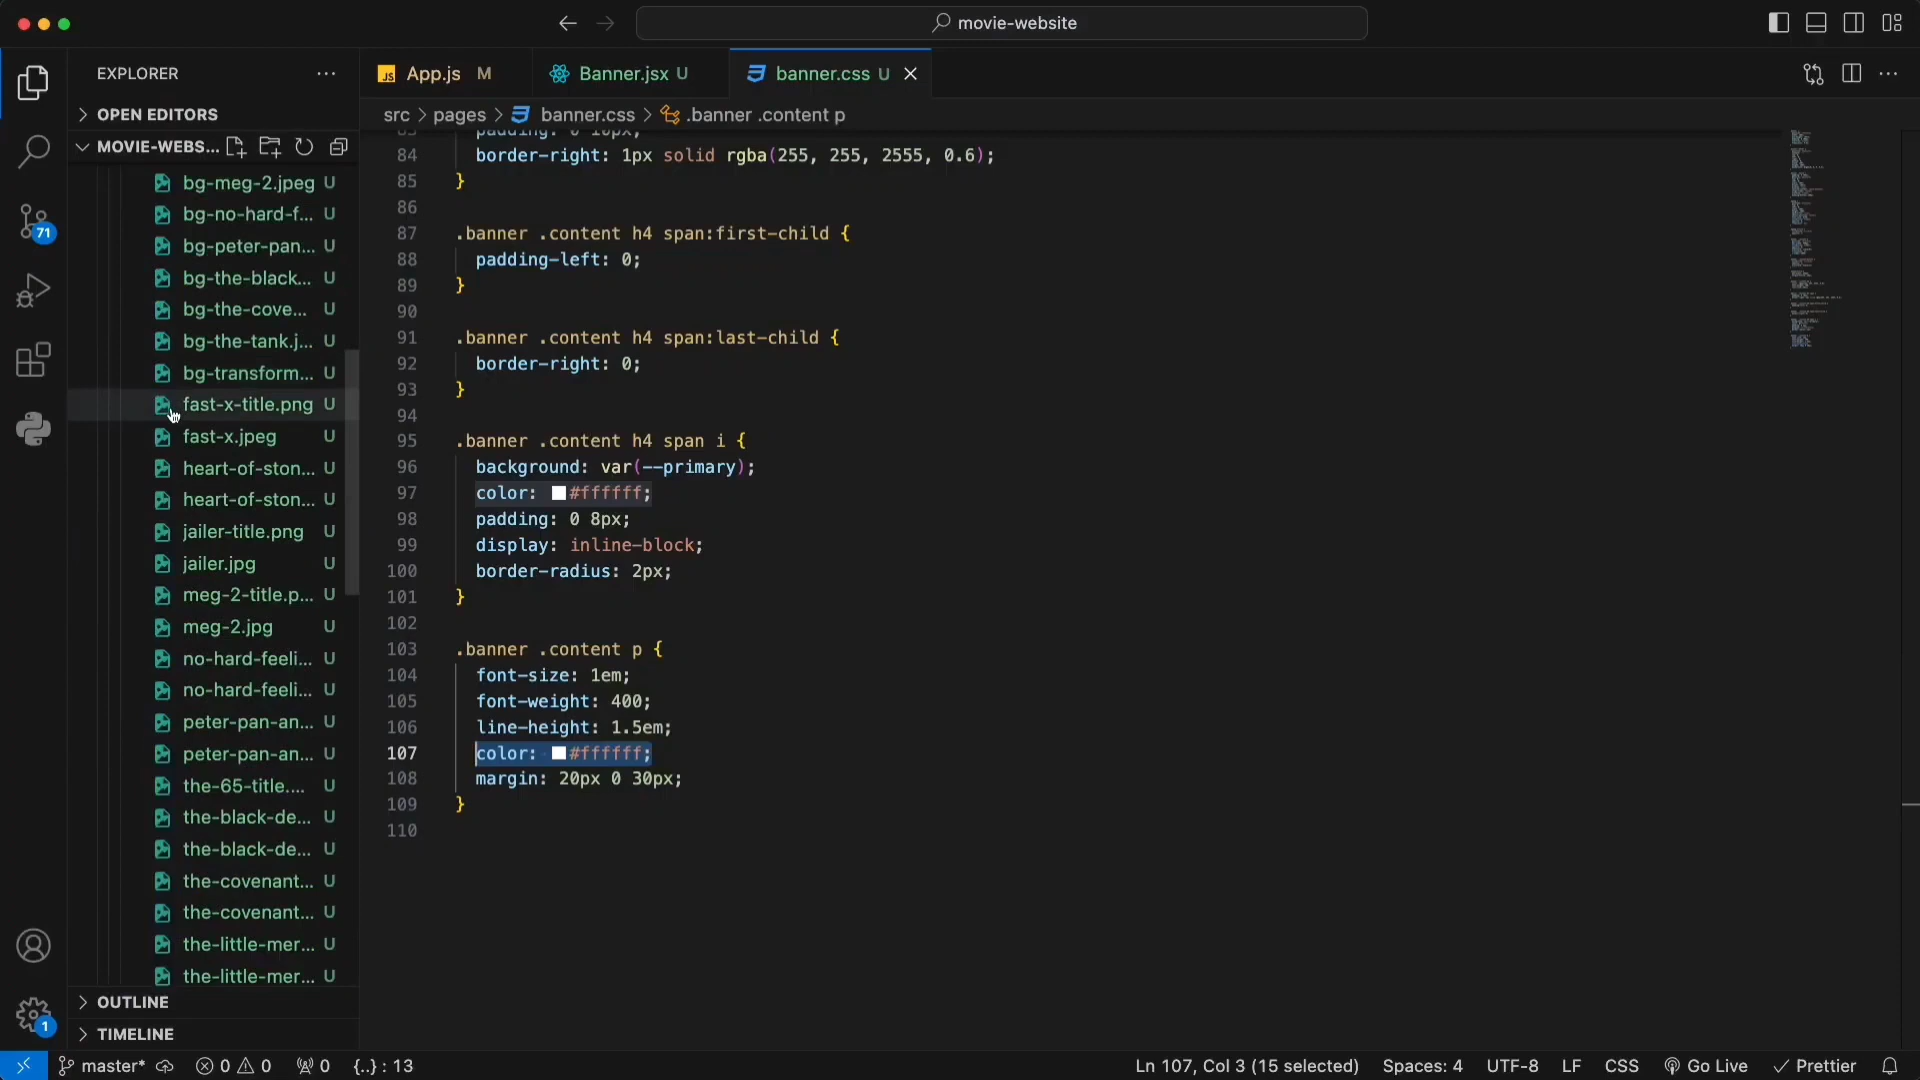 movie-website
EXPLORER
OPEN EDITORS
MOVIE-WEBS...
bg-meg-2.jpeg U
bg-no-hard-f... U
bg-peter-pan... U
bg-the-black... U
bg-the-cove... U
bg-the-tank.j... U
bg-transform... U
fast-x-title.png U
fast-x.jpeg U
heart-of-ston... U
heart-of-ston... U
jailer-title.png U
jailer.jpg U
meg-2-title.p... U
meg-2.jpg U
no-hard-feeli... U
no-hard-feeli... U
peter-pan-an... U
peter-pan-an... U
the-65-title.... U
the-black-de... U
the-black-de... U
the-covenant... U
the-covenant... U
the-little-mer... U
the-little-mer... U
OUTLINE
TIMELINE
71
1
JS App.js M
Banner.jsx U
banner.css U
src > pages > banner.css > .banner .content p
83 padding: 0 10px;
84 border-right: 1px solid rgba(255, 255, 2555, 0.6);
85 }
86
87 .banner .content h4 span:first-child {
88 padding-left: 0;
89 }
90
91 .banner .content h4 span:last-child {
92 border-right: 0;
93 }
94
95 .banner .content h4 span i {
96 background: var(--primary);
97 color: #ffffff;
98 padding: 0 8px;
99 display: inline-block;
100 border-radius: 2px;
101 }
102
103 .banner .content p {
104 font-size: 1em;
105 font-weight: 400;
106 line-height: 1.5em;
107 color: #ffffff;
108 margin: 20px 0 30px;
109 }
110
master* 0 0 0 {..} : 13 Ln 107, Col 3 (15 selected) Spaces: 4 UTF-8 LF CSS Go Live Prettier